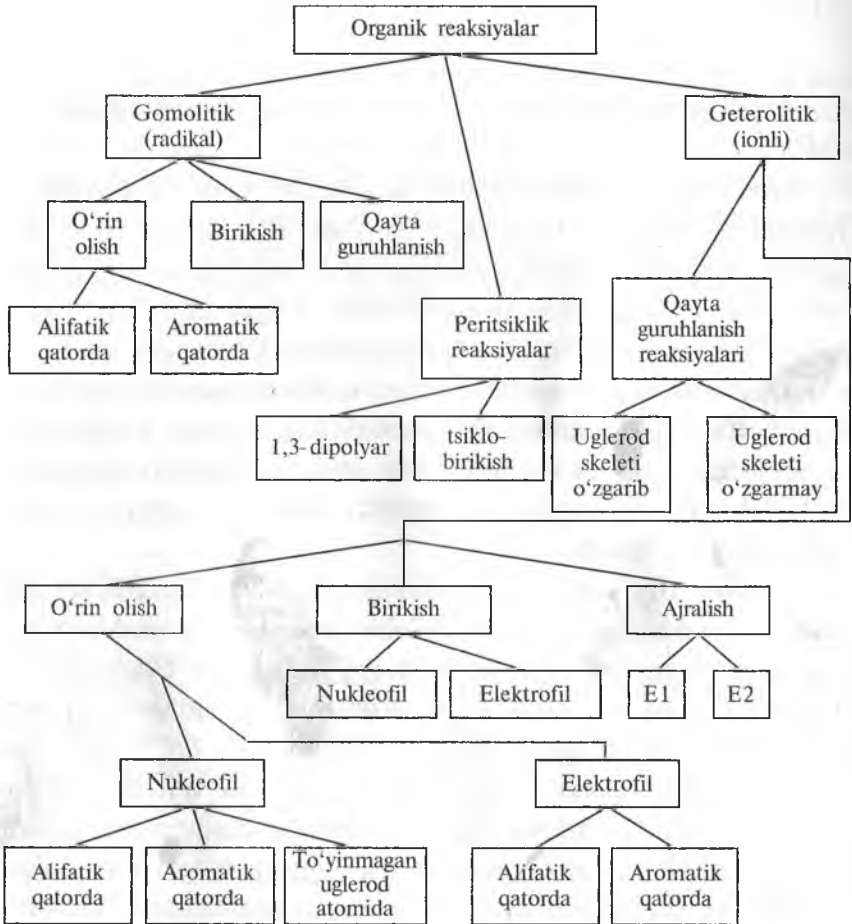 Organik reaksiyalar
Gomolitik
(radikal)
Geterolitik
(ionli)
O‘rin
olish
Birikish
Qayta
guruhlanish
Alifatik
qatorda
Aromatik
qatorda
Peritsiklik
reaksiyalar
Qayta
guruhlanish
reaksiyalari
1,3-dipolyar
tsiklo-
birikish
Uglerod
skeleti
o‘zgarib
Uglerod
skeleti
o‘zgarmay
O‘rin olish
Birikish
Ajralish
Nukleofil
Elektrofil
E1
E2
Nukleofil
Elektrofil
Alifatik
qatorda
Aromatik
qatorda
To‘yinmagan
uglerod
atomida
Alifatik
qatorda
Aromatik
qatorda